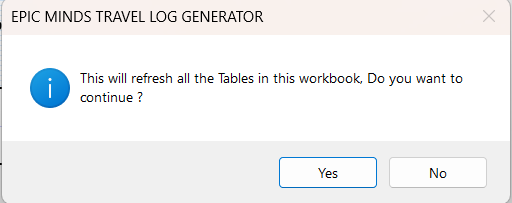 EPIC MINDS TRAVEL LOG GENERATOR
This will refresh all the Tables in this workbook, Do you want to
continue ?
Yes
No